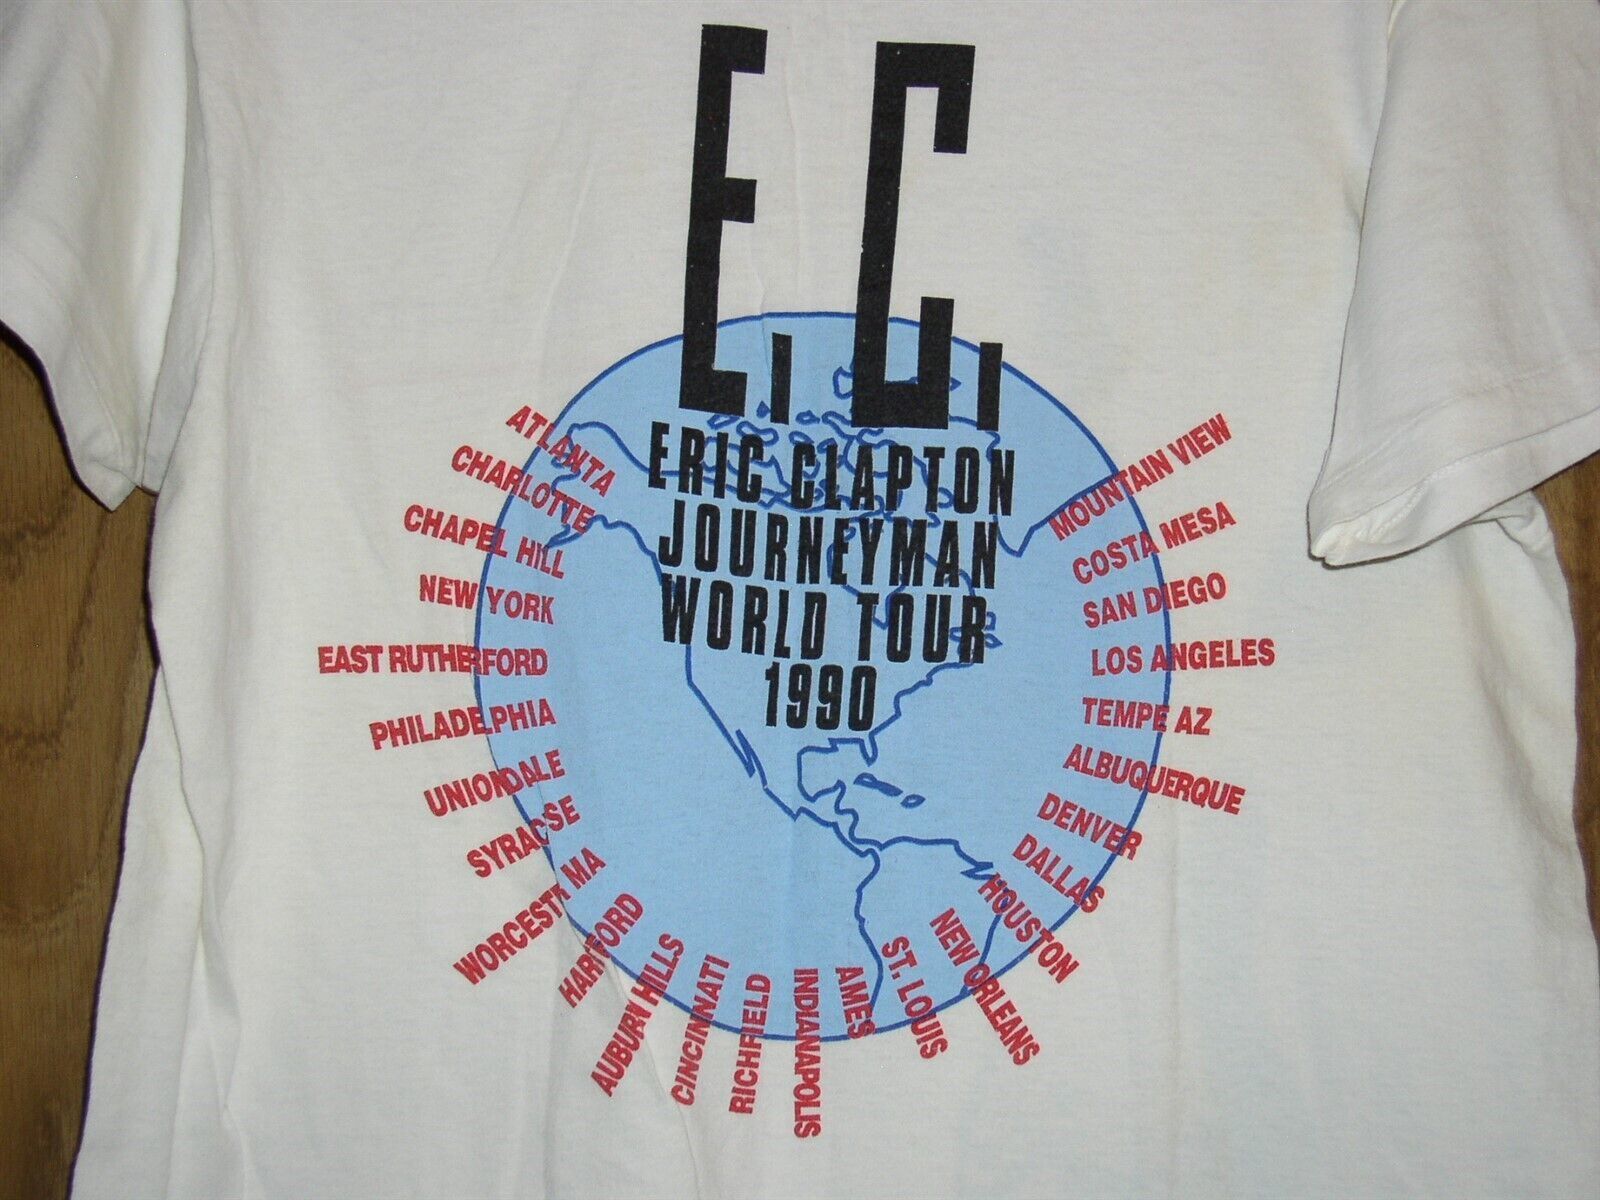 E. C.
ERIC CLAPTON
JOURNEYMAN
WORLD TOUR
1990
ATLANTA
CHARLOTTE
CHAPEL HILL
NEW YORK
EAST RUTHERFORD
PHILADELPHIA
UNIONDALE
SYRACSE
WORCESTR MA
HARFORD
AUBURN HILLS
CINCINNATI
RICHFIELD
INDIANAPOLIS
AMES
ST. LOUIS
NEW ORLEANS
HOUSTON
DALLAS
DENVER
ALBUQUERQUE
TEMPE AZ
LOS ANGELES
SAN DIEGO
COSTA MESA
MOUNTAIN VIEW